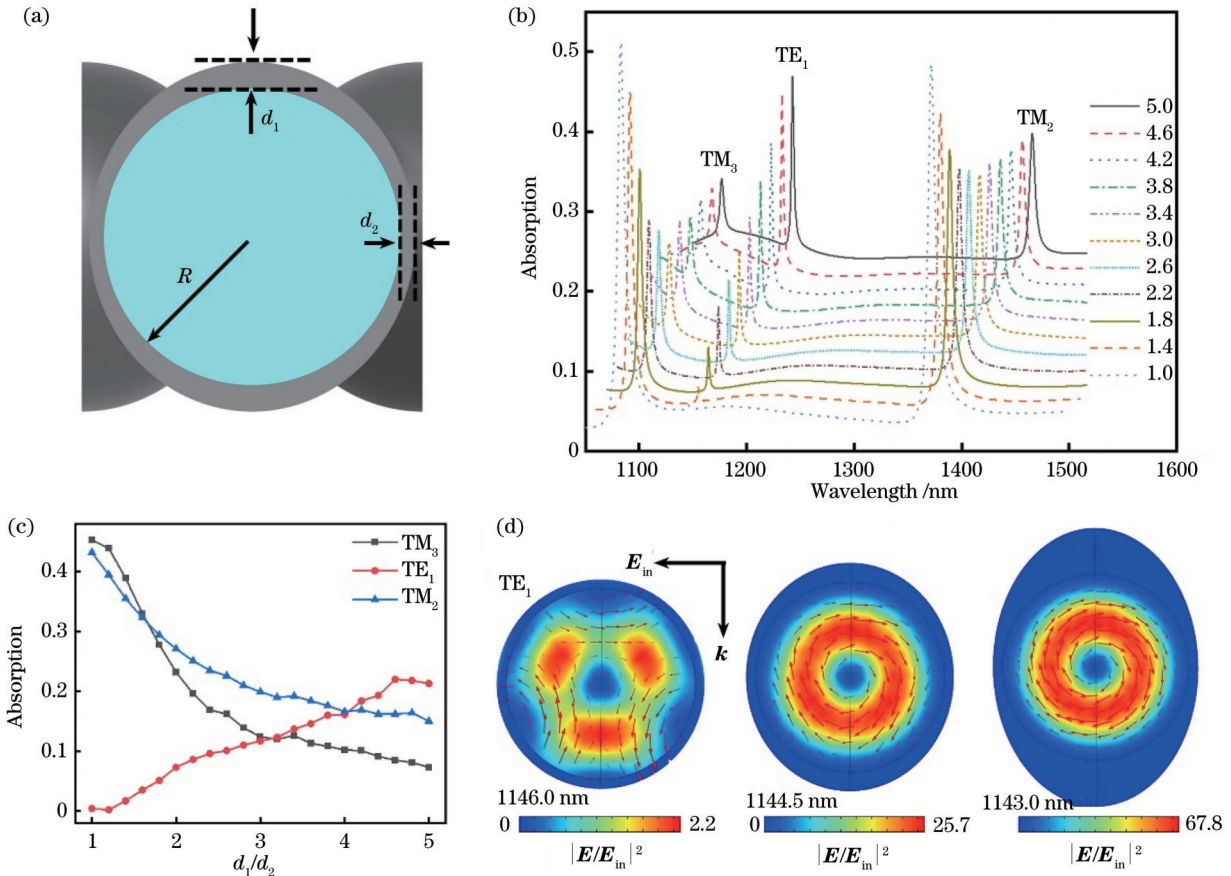 (a)
d₁
d₂
R
(b)
Absorption
0.5
0.4
0.3
0.2
0.1
0
1100
1200
1300
1400
1500
1600
Wavelength /nm
TM₃
TE₁
TM₂
5.0
4.6
4.2
3.8
3.4
3.0
2.6
2.2
1.8
1.4
1.0
(c)
Absorption
0.4
0.3
0.2
0.1
0
1
2
3
4
5
d₁/d₂
TM₃
TE₁
TM₂
(d)
E_in
k
TE₁
1146.0 nm
0 2.2
|E/E_in|²
1144.5 nm
0 25.7
|E/E_in|²
1143.0 nm
0 67.8
|E/E_in|²